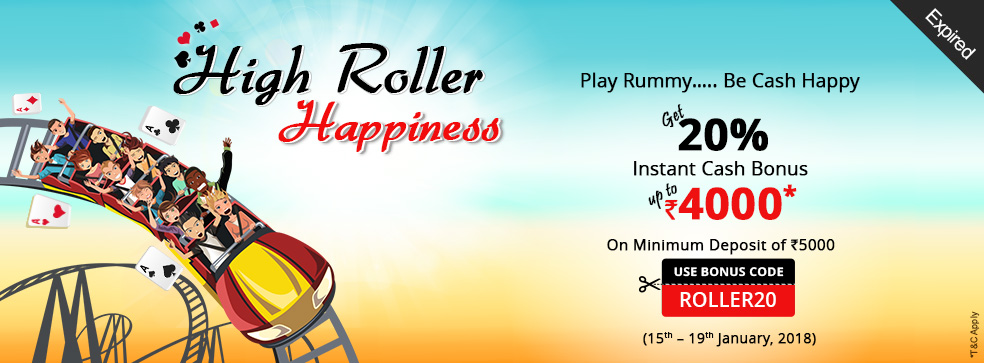 Expired
High Roller
Happiness
Play Rummy..... Be Cash Happy
Get
20%
Instant Cash Bonus
up to
₹4000*
On Minimum Deposit of ₹5000
USE BONUS CODE
ROLLER20
(15th – 19th January, 2018)
*T&C Apply
A
A
A
A